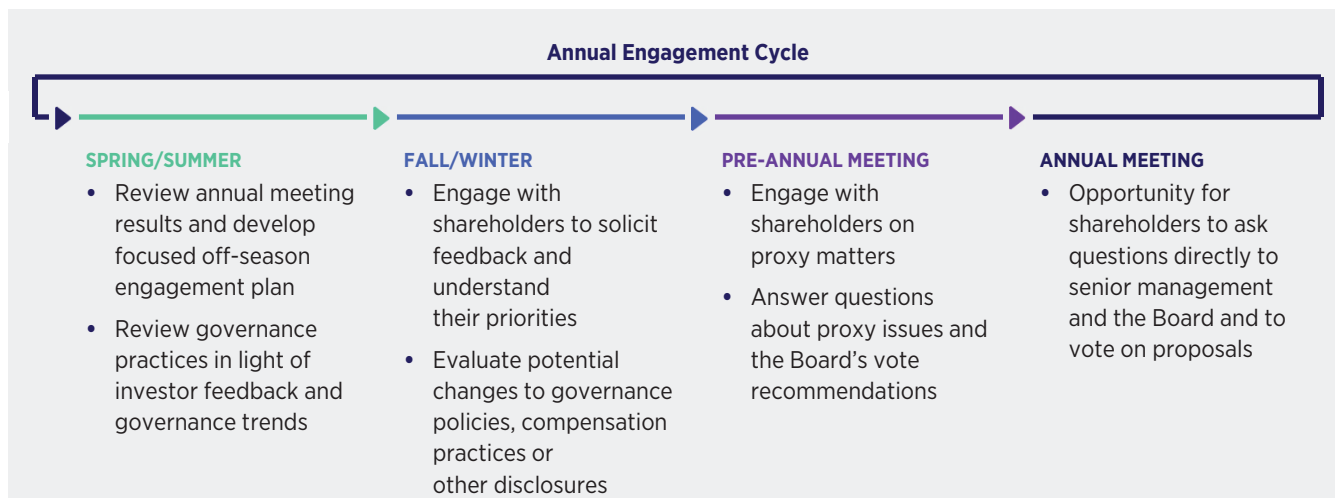 Annual Engagement Cycle
SPRING/SUMMER
• Review annual meeting
results and develop
focused off-season
engagement plan
• Review governance
practices in light of
investor feedback and
governance trends
FALL/WINTER
• Engage with
shareholders to solicit
feedback and
understand
their priorities
• Evaluate potential
changes to governance
policies, compensation
practices or
other disclosures
PRE-ANNUAL MEETING
• Engage with
shareholders on
proxy matters
• Answer questions
about proxy issues and
the Board’s vote
recommendations
ANNUAL MEETING
• Opportunity for
shareholders to ask
questions directly to
senior management
and the Board and to
vote on proposals